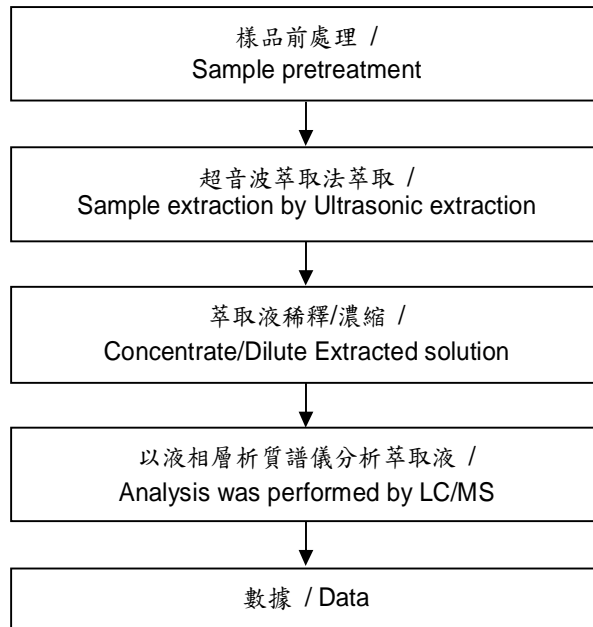 樣品前處理 /
Sample pretreatment
超音波萃取法萃取 /
Sample extraction by Ultrasonic extraction
萃取液稀釋/濃縮 /
Concentrate/Dilute Extracted solution
以液相層析質譜儀分析萃取液 /
Analysis was performed by LC/MS
數據 / Data